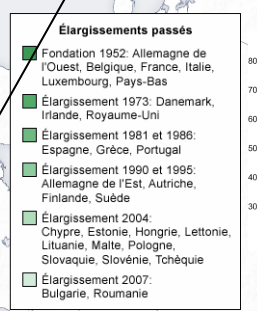 Élargissements passés
Fondation 1952: Allemagne de
l'Ouest, Belgique, France, Italie,
Luxembourg, Pays-Bas
Élargissement 1973: Danemark,
Irlande, Royaume-Uni
Élargissement 1981 et 1986:
Espagne, Grèce, Portugal
Élargissement 1990 et 1995:
Allemagne de l'Est, Autriche,
Finlande, Suède
Élargissement 2004:
Chypre, Estonie, Hongrie, Lettonie,
Lituanie, Malte, Pologne,
Slovaquie, Slovénie, Tchèquie
Élargissement 2007:
Bulgarie, Roumanie
80
70
60
50
40
30